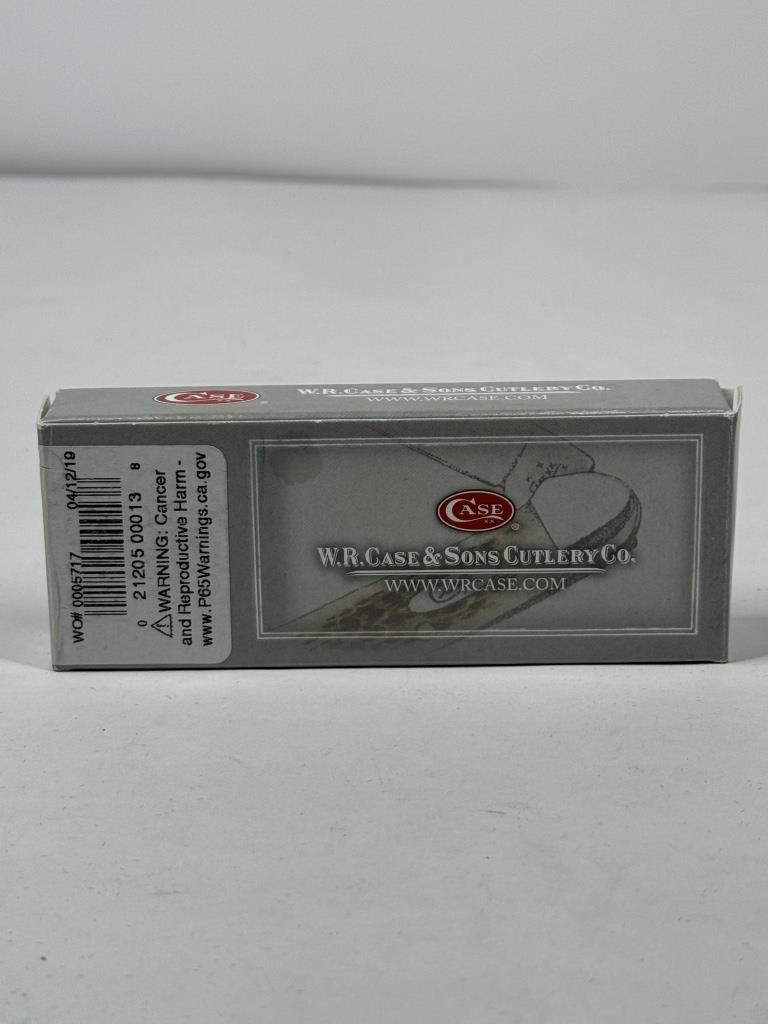 CASE
W.R. CASE & SONS CUTLERY CO.
WWW.WRCASE.COM
WO# 0005717 04/12/19
0 21205 00013 8
⚠WARNING: Cancer
and Reproductive Harm -
www.P65Warnings.ca.gov
CASE
XX
®
W.R. CASE & SONS CUTLERY CO.
WWW.WRCASE.COM